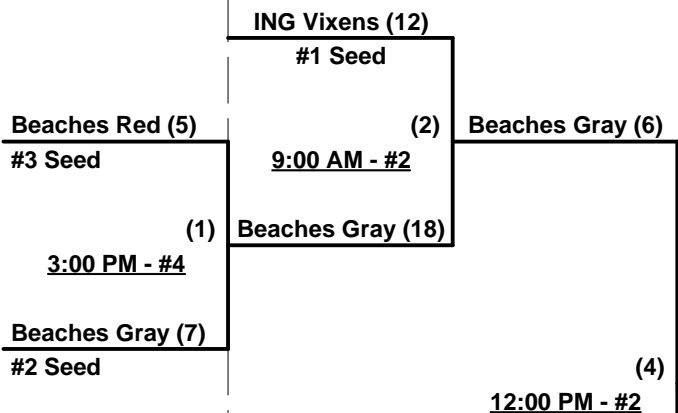 ING Vixens (12)
#1 Seed
Beaches Red (5)
(2)
Beaches Gray (6)
#3 Seed
9:00 AM - #2
(1)
Beaches Gray (18)
3:00 PM - #4
Beaches Gray (7)
#2 Seed
(4)
12:00 PM - #2